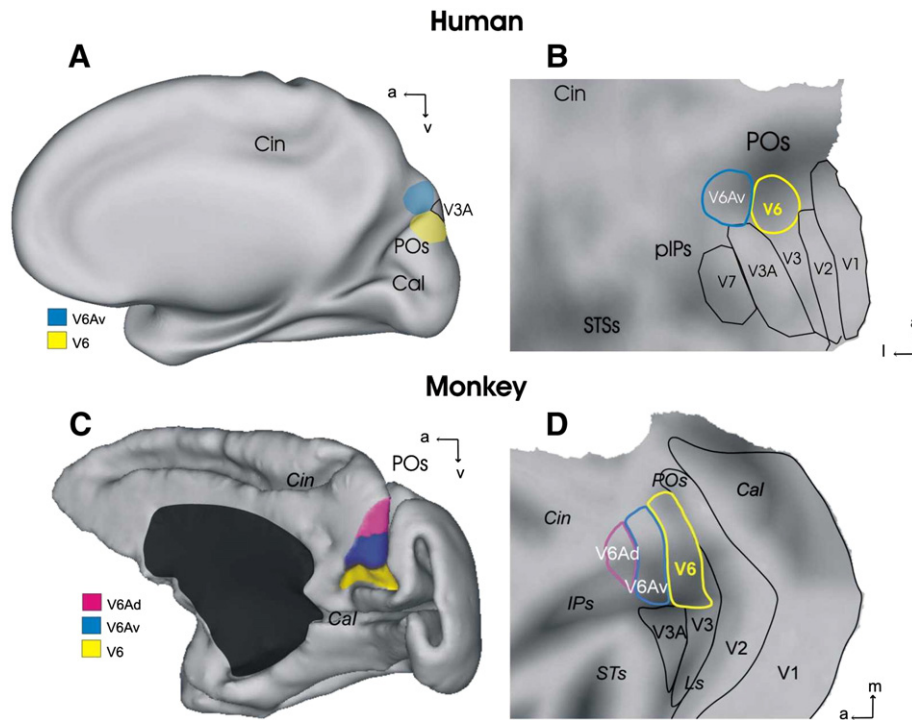 Human
A
a
v
Cin
V3A
POs
Cal
V6Av
V6
B
Cin
POs
V6Av
V6
pIPs
V7
V3A
V3
V2
V1
STSs
l
Monkey
C
a
v
POs
Cin
Cal
V6Ad
V6Av
V6
D
POs
Cal
Cin
V6Ad
V6Av
V6
IPs
V3A
V3
V2
V1
STs
Ls
m
a